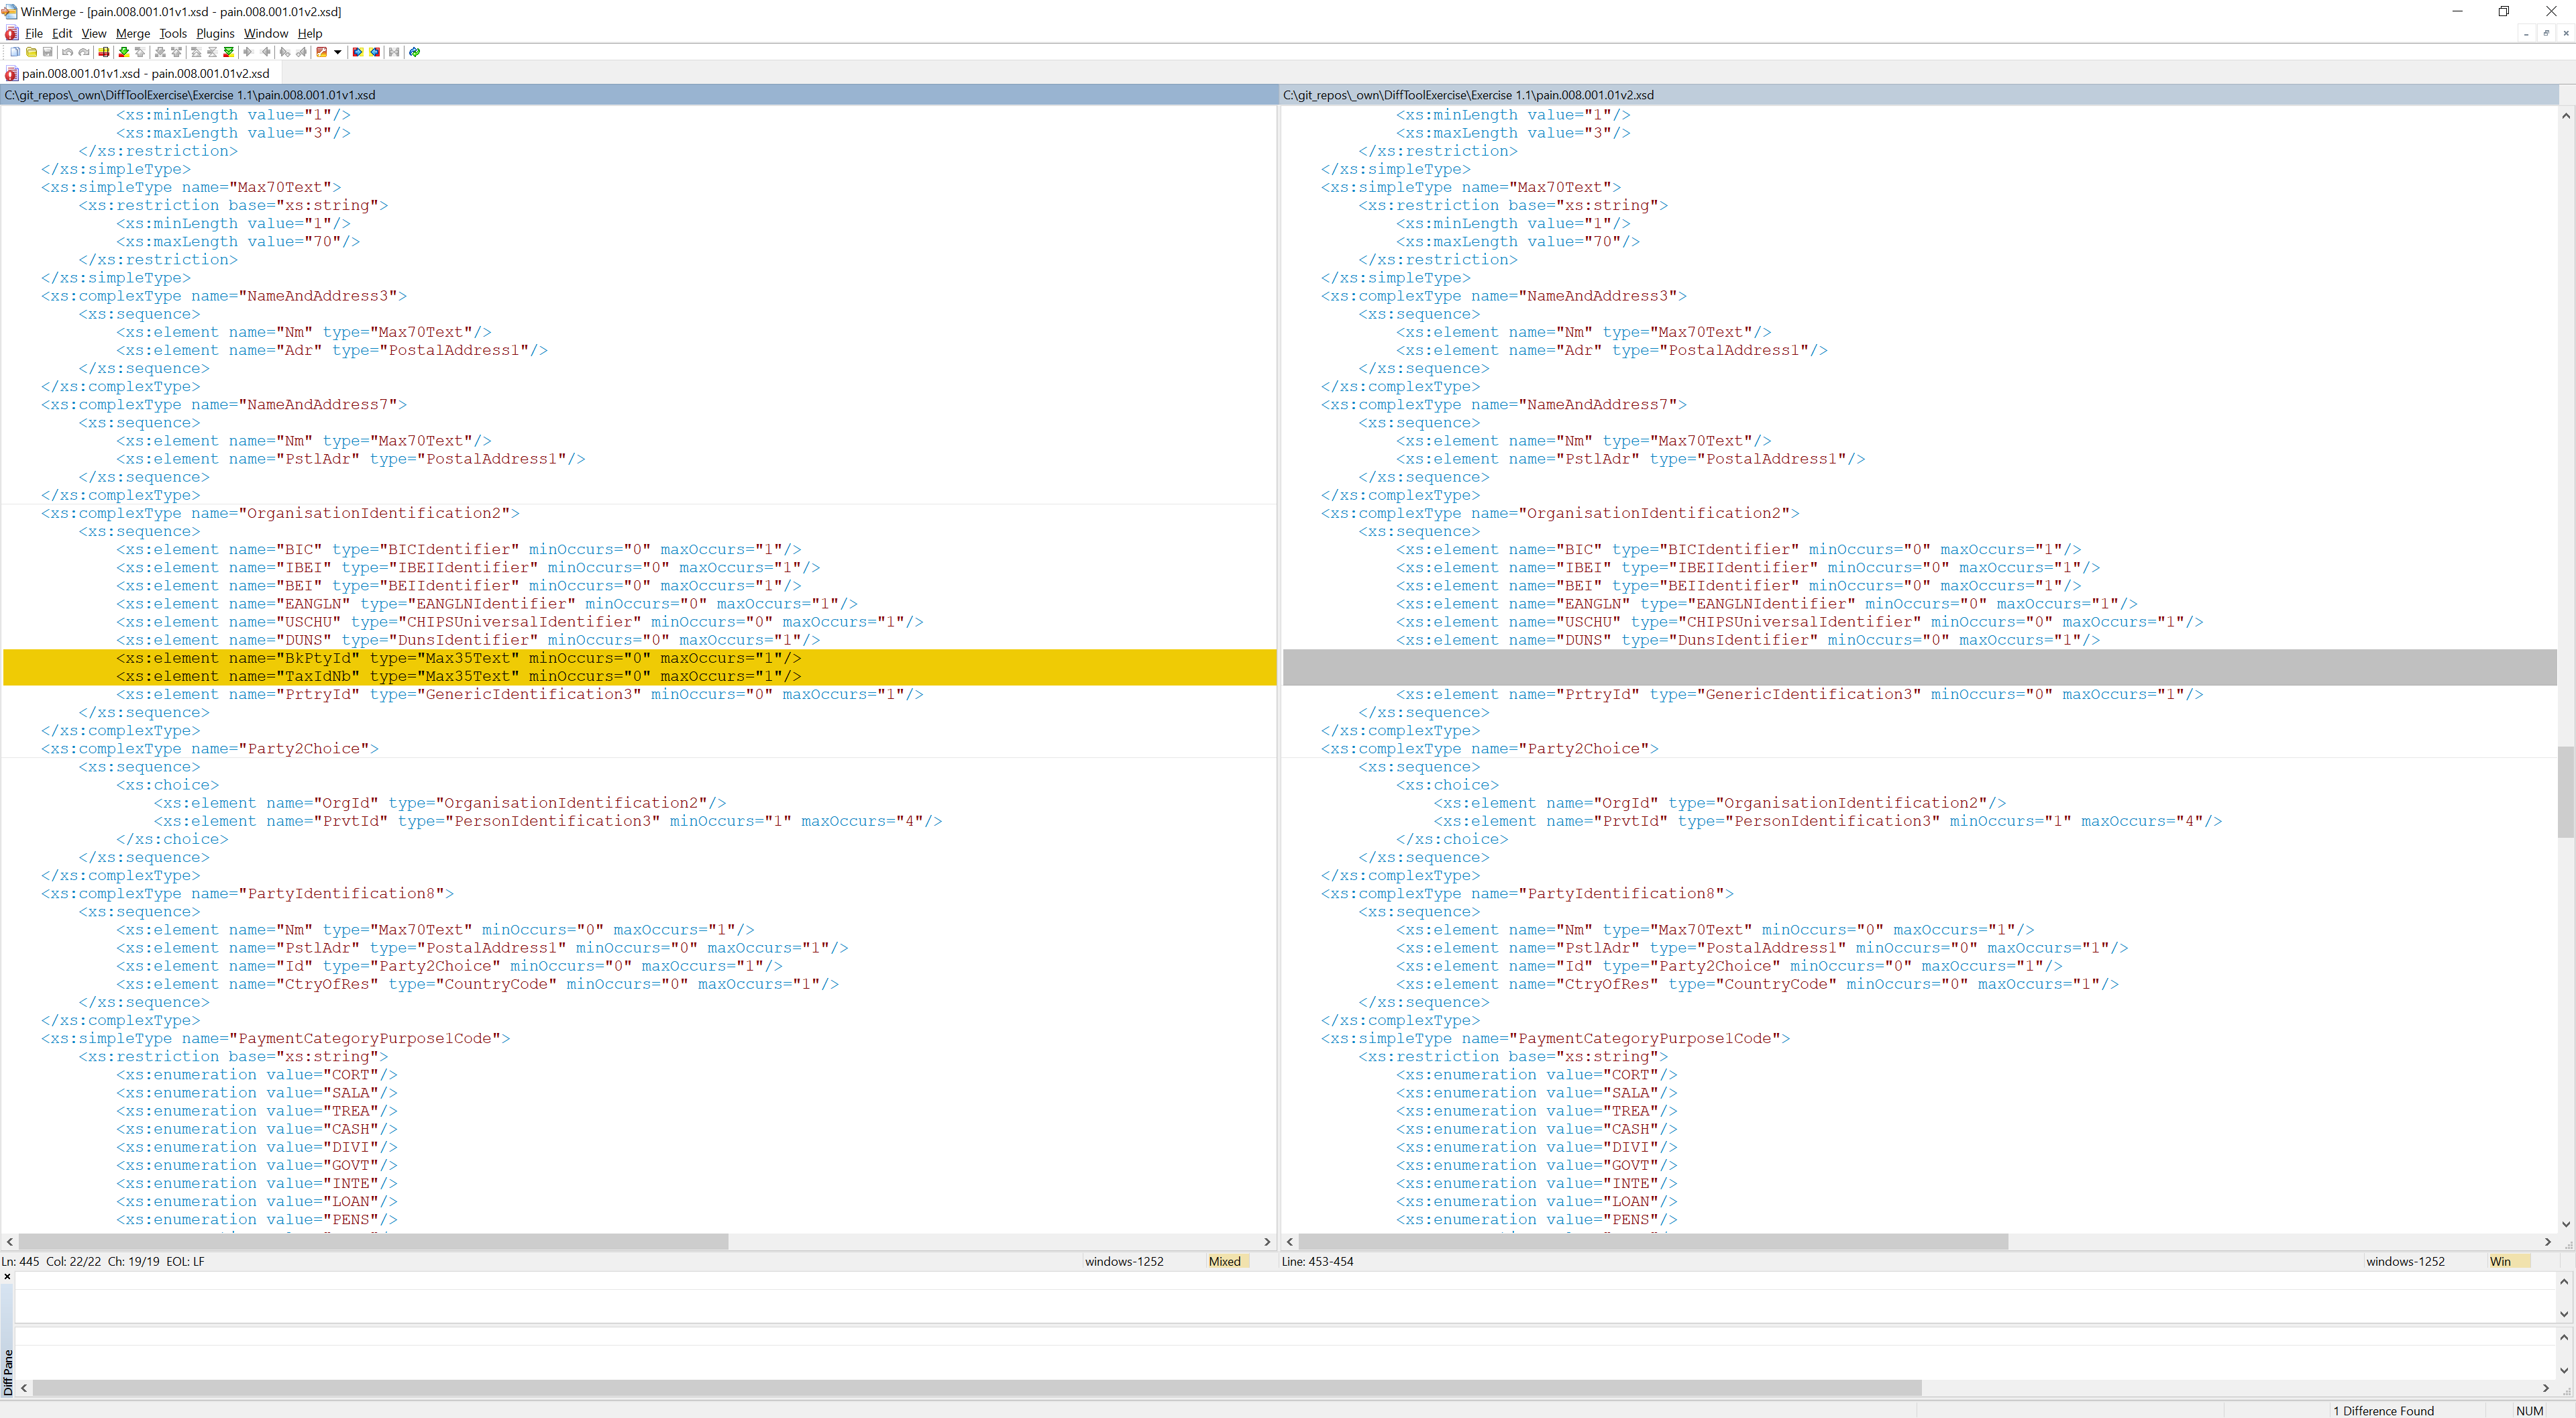 WinMerge - [pain.008.001.01v1.xsd - pain.008.001.01v2.xsd]
File Edit View Merge Tools Plugins Window Help
pain.008.001.01v1.xsd - pain.008.001.01v2.xsd
C:\git_repos\_own\DiffToolExercise\Exercise 1.1\pain.008.001.01v1.xsd
<xs:minLength value="1"/>
<xs:maxLength value="3"/>
</xs:restriction>
</xs:simpleType>
<xs:simpleType name="Max70Text">
<xs:restriction base="xs:string">
<xs:minLength value="1"/>
<xs:maxLength value="70"/>
</xs:restriction>
</xs:simpleType>
<xs:complexType name="NameAndAddress3">
<xs:sequence>
<xs:element name="Nm" type="Max70Text"/>
<xs:element name="Adr" type="PostalAddress1"/>
</xs:sequence>
</xs:complexType>
<xs:complexType name="NameAndAddress7">
<xs:sequence>
<xs:element name="Nm" type="Max70Text"/>
<xs:element name="PstlAdr" type="PostalAddress1"/>
</xs:sequence>
</xs:complexType>
<xs:complexType name="OrganisationIdentification2">
<xs:sequence>
<xs:element name="BIC" type="BICIdentifier" minOccurs="0" maxOccurs="1"/>
<xs:element name="IBEI" type="IBEIIdentifier" minOccurs="0" maxOccurs="1"/>
<xs:element name="BEI" type="BEIIdentifier" minOccurs="0" maxOccurs="1"/>
<xs:element name="EANGLN" type="EANGLNIdentifier" minOccurs="0" maxOccurs="1"/>
<xs:element name="USCHU" type="CHIPSUniversalIdentifier" minOccurs="0" maxOccurs="1"/>
<xs:element name="DUNS" type="DunsIdentifier" minOccurs="0" maxOccurs="1"/>
<xs:element name="BkPtyId" type="Max35Text" minOccurs="0" maxOccurs="1"/>
<xs:element name="TaxIdNb" type="Max35Text" minOccurs="0" maxOccurs="1"/>
<xs:element name="PrtryId" type="GenericIdentification3" minOccurs="0" maxOccurs="1"/>
</xs:sequence>
</xs:complexType>
<xs:complexType name="Party2Choice">
<xs:sequence>
<xs:choice>
<xs:element name="OrgId" type="OrganisationIdentification2"/>
<xs:element name="PrvtId" type="PersonIdentification3" minOccurs="1" maxOccurs="4"/>
</xs:choice>
</xs:sequence>
</xs:complexType>
<xs:complexType name="PartyIdentification8">
<xs:sequence>
<xs:element name="Nm" type="Max70Text" minOccurs="0" maxOccurs="1"/>
<xs:element name="PstlAdr" type="PostalAddress1" minOccurs="0" maxOccurs="1"/>
<xs:element name="Id" type="Party2Choice" minOccurs="0" maxOccurs="1"/>
<xs:element name="CtryOfRes" type="CountryCode" minOccurs="0" maxOccurs="1"/>
</xs:sequence>
</xs:complexType>
<xs:simpleType name="PaymentCategoryPurpose1Code">
<xs:restriction base="xs:string">
<xs:enumeration value="CORT"/>
<xs:enumeration value="SALA"/>
<xs:enumeration value="TREA"/>
<xs:enumeration value="CASH"/>
<xs:enumeration value="DIVI"/>
<xs:enumeration value="GOVT"/>
<xs:enumeration value="INTE"/>
<xs:enumeration value="LOAN"/>
<xs:enumeration value="PENS"/>
Ln: 445 Col: 22/22 Ch: 19/19 EOL: LF
windows-1252
Mixed
C:\git_repos\_own\DiffToolExercise\Exercise 1.1\pain.008.001.01v2.xsd
<xs:minLength value="1"/>
<xs:maxLength value="3"/>
</xs:restriction>
</xs:simpleType>
<xs:simpleType name="Max70Text">
<xs:restriction base="xs:string">
<xs:minLength value="1"/>
<xs:maxLength value="70"/>
</xs:restriction>
</xs:simpleType>
<xs:complexType name="NameAndAddress3">
<xs:sequence>
<xs:element name="Nm" type="Max70Text"/>
<xs:element name="Adr" type="PostalAddress1"/>
</xs:sequence>
</xs:complexType>
<xs:complexType name="NameAndAddress7">
<xs:sequence>
<xs:element name="Nm" type="Max70Text"/>
<xs:element name="PstlAdr" type="PostalAddress1"/>
</xs:sequence>
</xs:complexType>
<xs:complexType name="OrganisationIdentification2">
<xs:sequence>
<xs:element name="BIC" type="BICIdentifier" minOccurs="0" maxOccurs="1"/>
<xs:element name="IBEI" type="IBEIIdentifier" minOccurs="0" maxOccurs="1"/>
<xs:element name="BEI" type="BEIIdentifier" minOccurs="0" maxOccurs="1"/>
<xs:element name="EANGLN" type="EANGLNIdentifier" minOccurs="0" maxOccurs="1"/>
<xs:element name="USCHU" type="CHIPSUniversalIdentifier" minOccurs="0" maxOccurs="1"/>
<xs:element name="DUNS" type="DunsIdentifier" minOccurs="0" maxOccurs="1"/>
<xs:element name="PrtryId" type="GenericIdentification3" minOccurs="0" maxOccurs="1"/>
</xs:sequence>
</xs:complexType>
<xs:complexType name="Party2Choice">
<xs:sequence>
<xs:choice>
<xs:element name="OrgId" type="OrganisationIdentification2"/>
<xs:element name="PrvtId" type="PersonIdentification3" minOccurs="1" maxOccurs="4"/>
</xs:choice>
</xs:sequence>
</xs:complexType>
<xs:complexType name="PartyIdentification8">
<xs:sequence>
<xs:element name="Nm" type="Max70Text" minOccurs="0" maxOccurs="1"/>
<xs:element name="PstlAdr" type="PostalAddress1" minOccurs="0" maxOccurs="1"/>
<xs:element name="Id" type="Party2Choice" minOccurs="0" maxOccurs="1"/>
<xs:element name="CtryOfRes" type="CountryCode" minOccurs="0" maxOccurs="1"/>
</xs:sequence>
</xs:complexType>
<xs:simpleType name="PaymentCategoryPurpose1Code">
<xs:restriction base="xs:string">
<xs:enumeration value="CORT"/>
<xs:enumeration value="SALA"/>
<xs:enumeration value="TREA"/>
<xs:enumeration value="CASH"/>
<xs:enumeration value="DIVI"/>
<xs:enumeration value="GOVT"/>
<xs:enumeration value="INTE"/>
<xs:enumeration value="LOAN"/>
<xs:enumeration value="PENS"/>
Line: 453-454
windows-1252
Win
Diff Pane
1 Difference Found
NUM